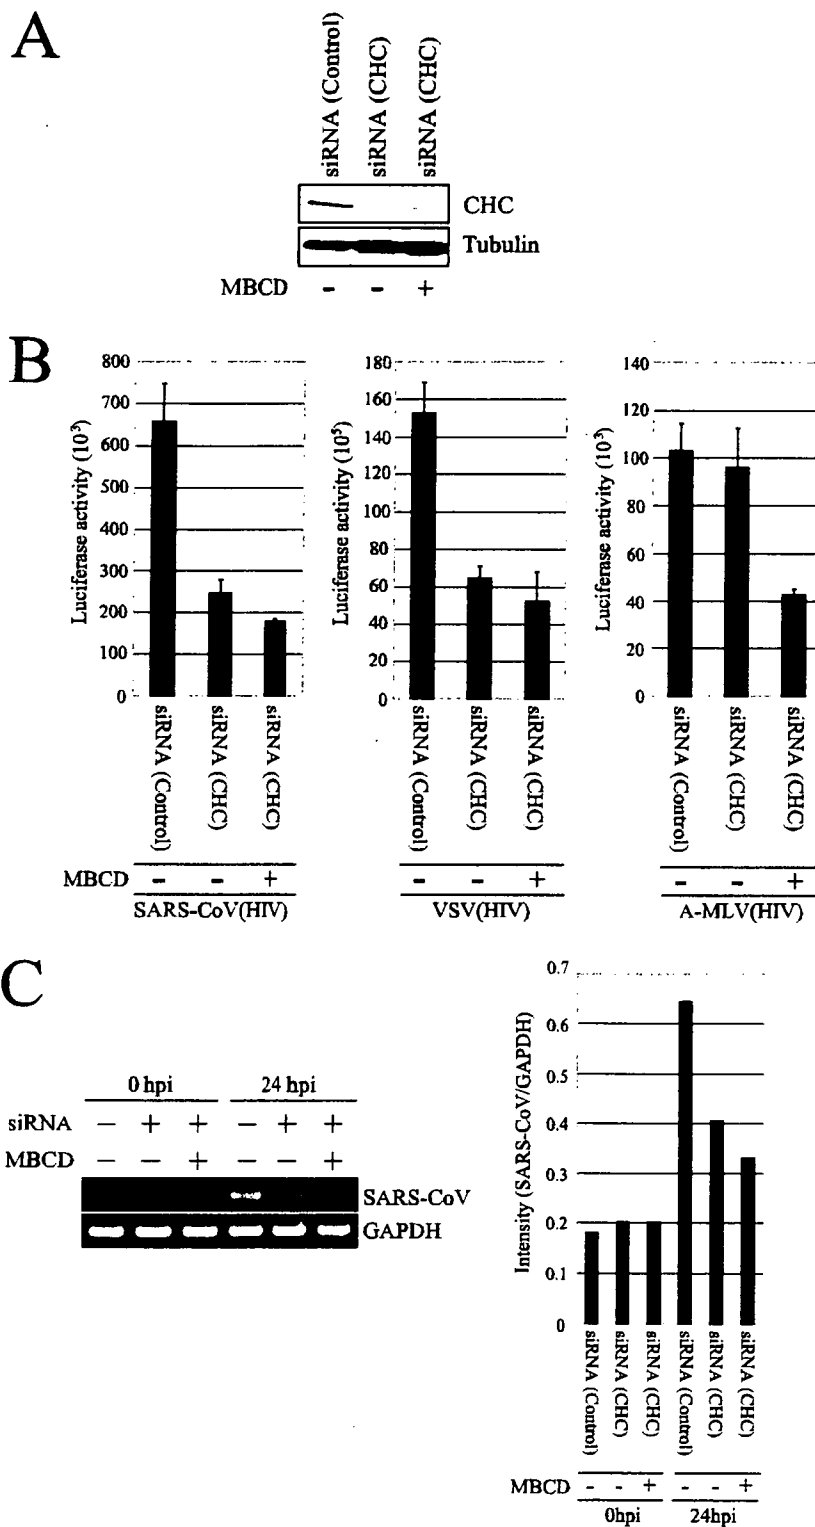 A
siRNA (Control)
siRNA (CHC)
siRNA (CHC)
CHC
Tubulin
MBCD - - +
B
Luciferase activity (10³)
800
700
600
500
400
300
200
100
0
siRNA (Control)
siRNA (CHC)
siRNA (CHC)
MBCD - - +
SARS-CoV(HIV)
Luciferase activity (10⁵)
180
160
140
120
100
80
60
40
20
0
siRNA (Control)
siRNA (CHC)
siRNA (CHC)
- - +
VSV(HIV)
Luciferase activity (10³)
140
120
100
80
60
40
20
0
siRNA (Control)
siRNA (CHC)
siRNA (CHC)
- - +
A-MLV(HIV)
C
0 hpi 24 hpi
siRNA - + + - + +
MBCD - - + - - +
SARS-CoV
GAPDH
Intensity (SARS-CoV/GAPDH)
0.7
0.6
0.5
0.4
0.3
0.2
0.1
0
siRNA (Control)
siRNA (CHC)
siRNA (CHC)
siRNA (Control)
siRNA (CHC)
siRNA (CHC)
MBCD - - + - - +
0hpi 24hpi